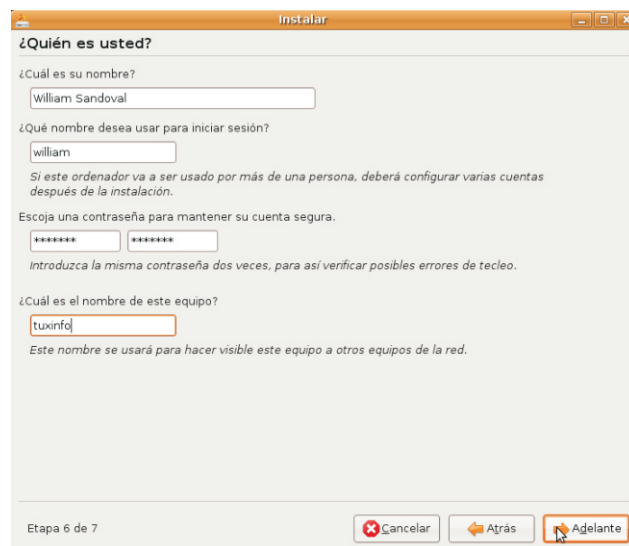 Instalar
¿Quién es usted?
¿Cuál es su nombre?
William Sandoval
¿Qué nombre desea usar para iniciar sesión?
william
Si este ordenador va a ser usado por más de una persona, deberá configurar varias cuentas
después de la instalación.
Escoja una contraseña para mantener su cuenta segura.
******* *******
Introduzca la misma contraseña dos veces, para así verificar posibles errores de tecleo.
¿Cuál es el nombre de este equipo?
tuxinfo
Este nombre se usará para hacer visible este equipo a otros equipos de la red.
Etapa 6 de 7 Cancelar Atrás Adelante